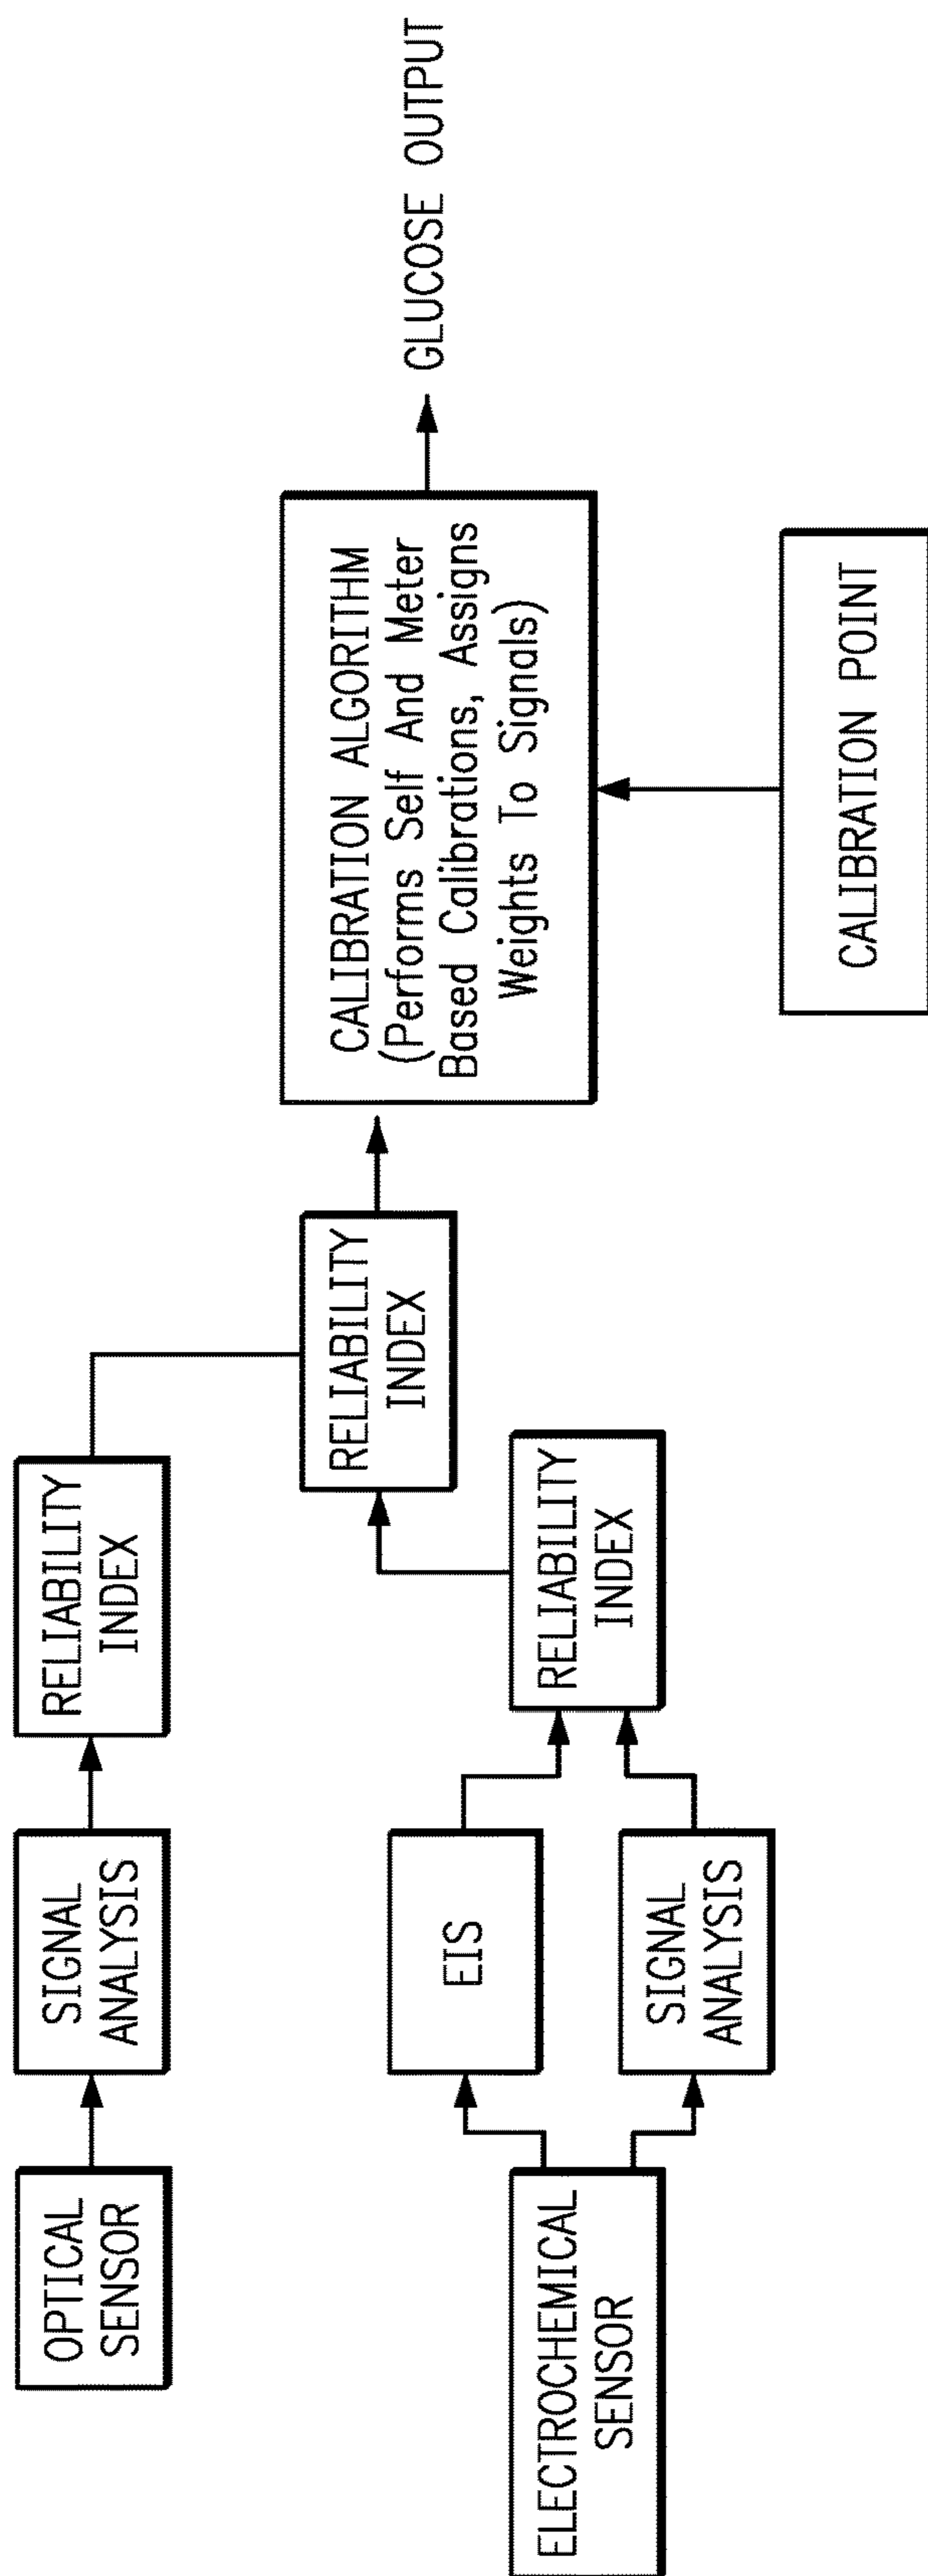 OPTICAL
SENSOR
SIGNAL
ANALYSIS
RELIABILITY
INDEX
ELECTROCHEMICAL
SENSOR
EIS
SIGNAL
ANALYSIS
RELIABILITY
INDEX
RELIABILITY
INDEX
CALIBRATION ALGORITHM
(Performs Self And Meter
Based Calibrations, Assigns
Weights To Signals)
CALIBRATION POINT
GLUCOSE OUTPUT